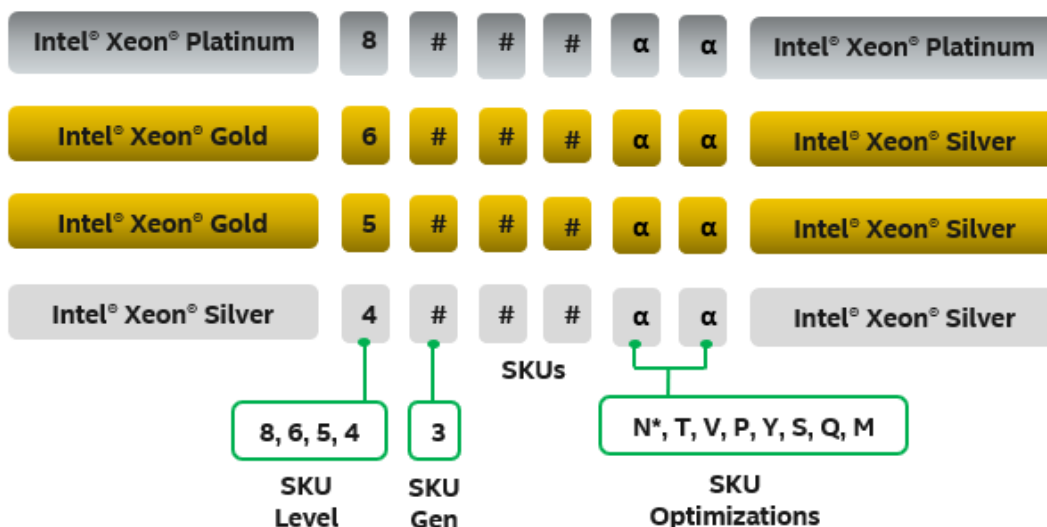 Intel® Xeon® Platinum 8 # # # α α Intel® Xeon® Platinum
Intel® Xeon® Gold 6 # # # α α Intel® Xeon® Silver
Intel® Xeon® Gold 5 # # # α α Intel® Xeon® Silver
Intel® Xeon® Silver 4 # # # α α Intel® Xeon® Silver
SKUs
8, 6, 5, 4 3 N*, T, V, P, Y, S, Q, M
SKU SKU SKU
Level Gen Optimizations